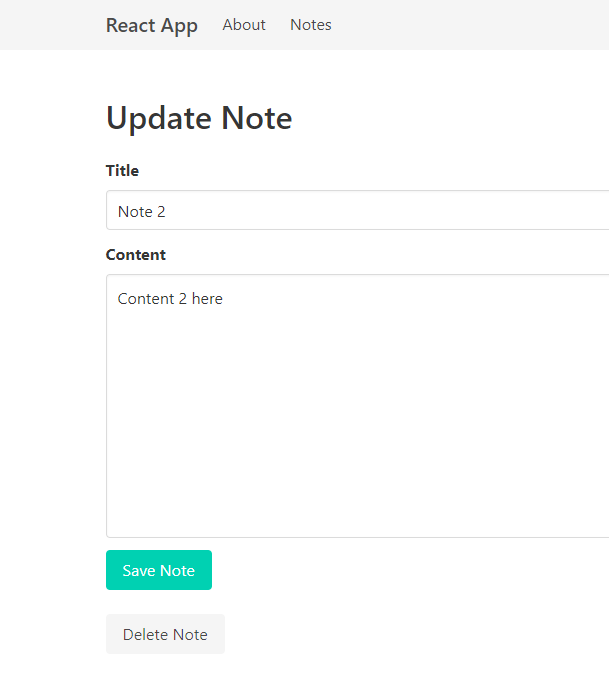 React App About Notes
Update Note
Title
Note 2
Content
Content 2 here
Save Note
Delete Note